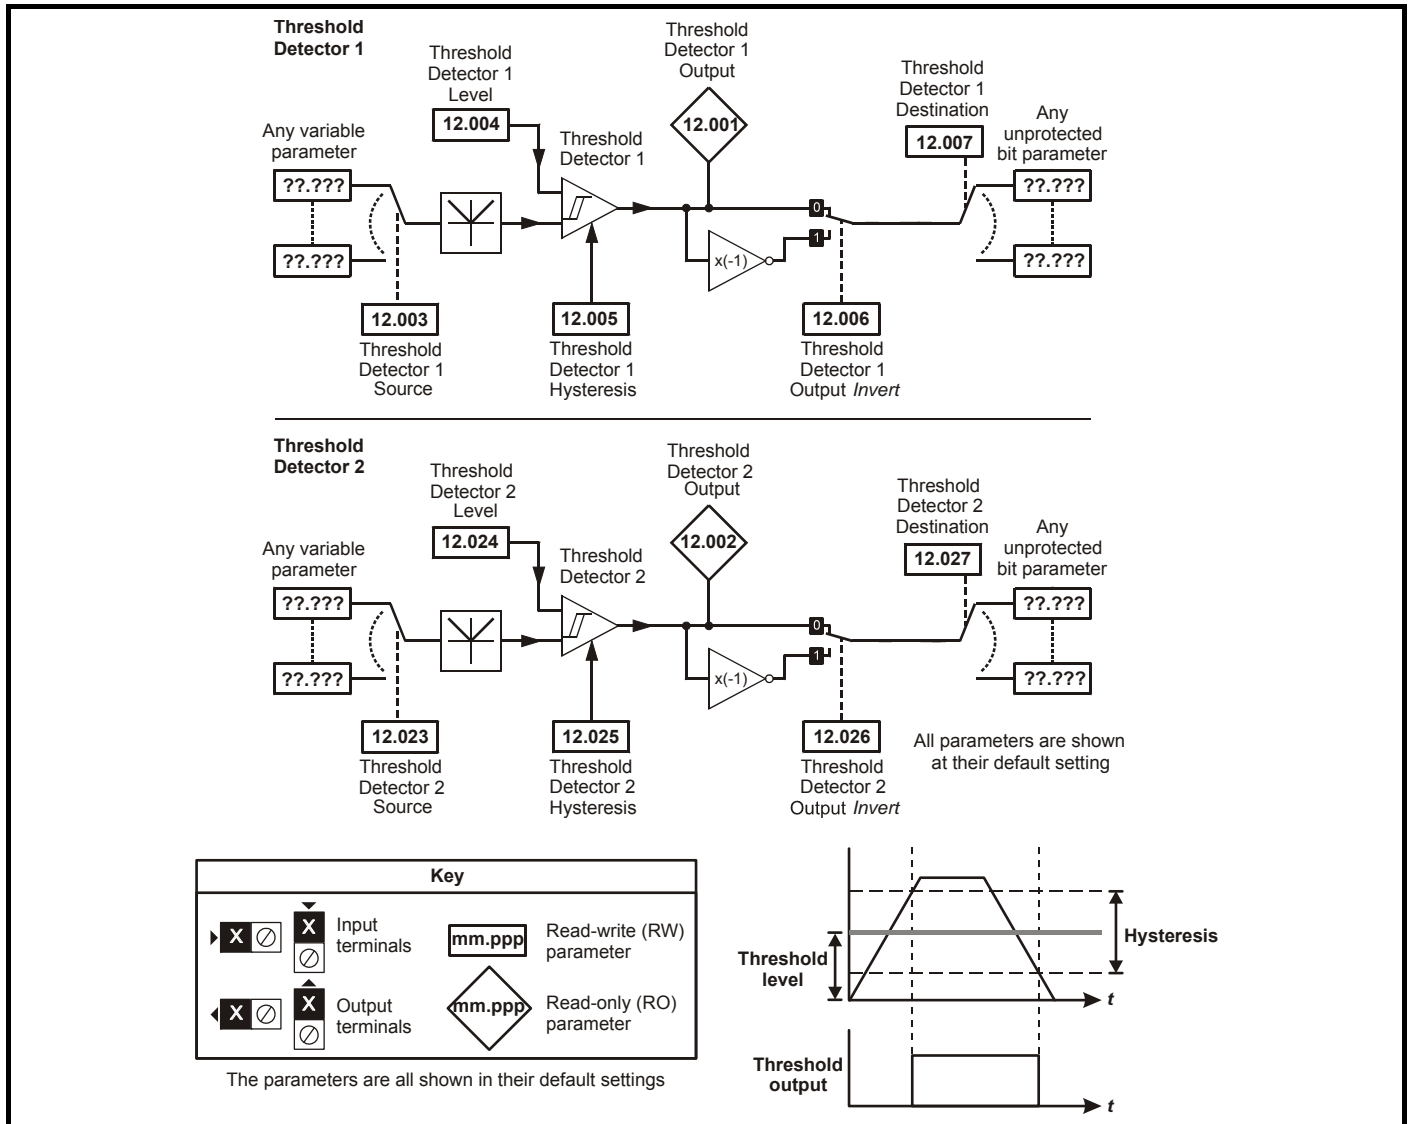 Threshold
Detector 1
Threshold
Detector 1
Level
12.004
Threshold
Detector 1
Output
12.001
Threshold
Detector 1
Destination
12.007
Any variable
parameter
??.???
??.???
Threshold
Detector 1
Any
unprotected
bit parameter
??.???
??.???
0
1
x(-1)
12.003
Threshold
Detector 1
Source
12.005
Threshold
Detector 1
Hysteresis
12.006
Threshold
Detector 1
Output Invert
Threshold
Detector 2
Threshold
Detector 2
Level
12.024
Threshold
Detector 2
Output
12.002
Threshold
Detector 2
Destination
12.027
Any variable
parameter
??.???
??.???
Threshold
Detector 2
Any
unprotected
bit parameter
??.???
??.???
0
1
x(-1)
12.023
Threshold
Detector 2
Source
12.025
Threshold
Detector 2
Hysteresis
12.026
Threshold
Detector 2
Output Invert
All parameters are shown
at their default setting
Key
X
X
Input
terminals
mm.ppp
Read-write (RW)
parameter
X
X
Output
terminals
mm.ppp
Read-only (RO)
parameter
The parameters are all shown in their default settings
Threshold
level
Hysteresis
t
Threshold
output
t